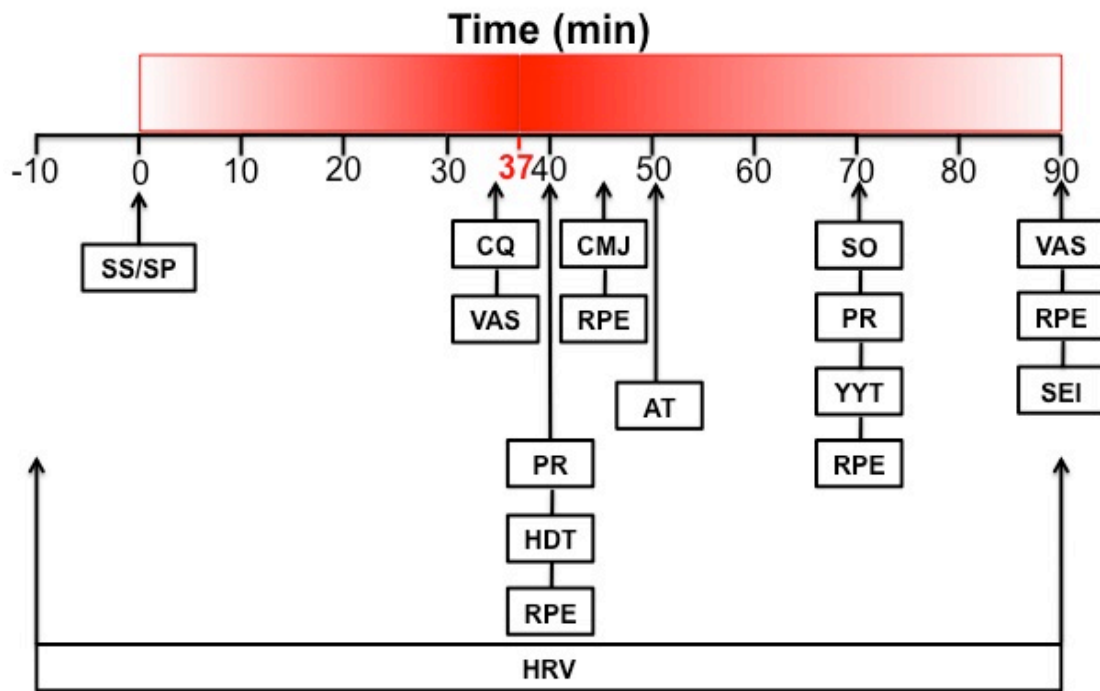 Time (min)
-10 0 10 20 30 37 40 50 60 70 80 90
SS/SP
CQ
VAS
CMJ
RPE
AT
PR
HDT
RPE
SO
PR
YYT
RPE
VAS
RPE
SEI
HRV